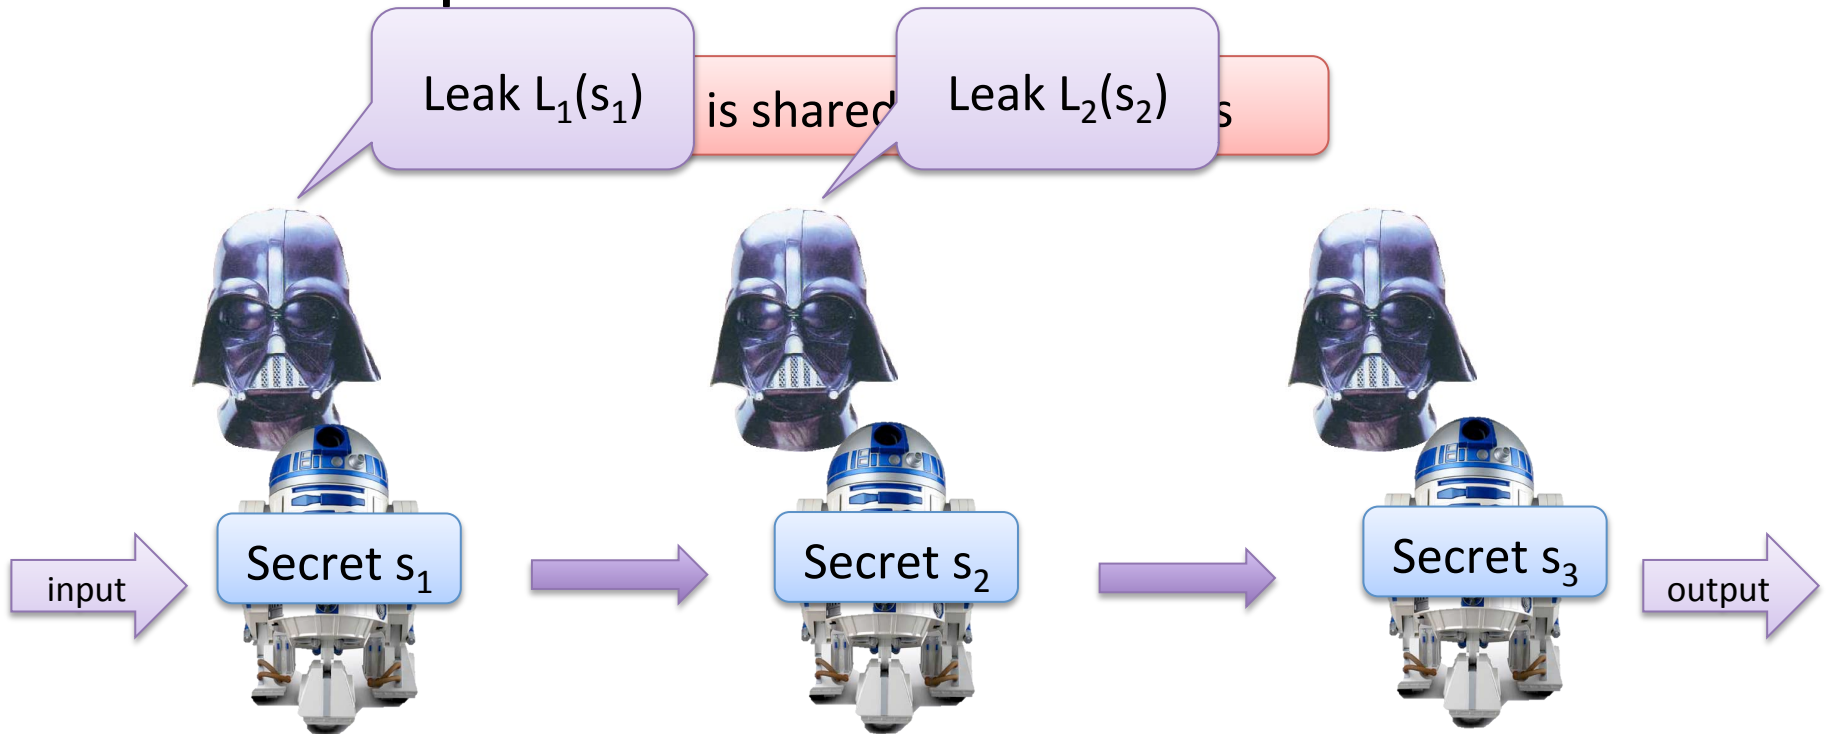 Leak L₁(s₁)
is shared
Leak L₂(s₂)
Secret s₁
Secret s₂
Secret s₃
input
output